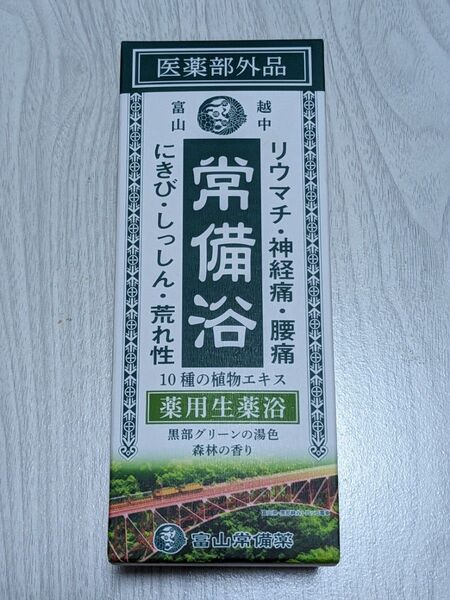 医薬部外品
越中
富山
リウマチ・神経痛・腰痛
常備浴
にきび・しっしん・荒れ性
10種の植物エキス
薬用生薬浴
黒部グリーンの湯色
森林の香り
富山常備薬